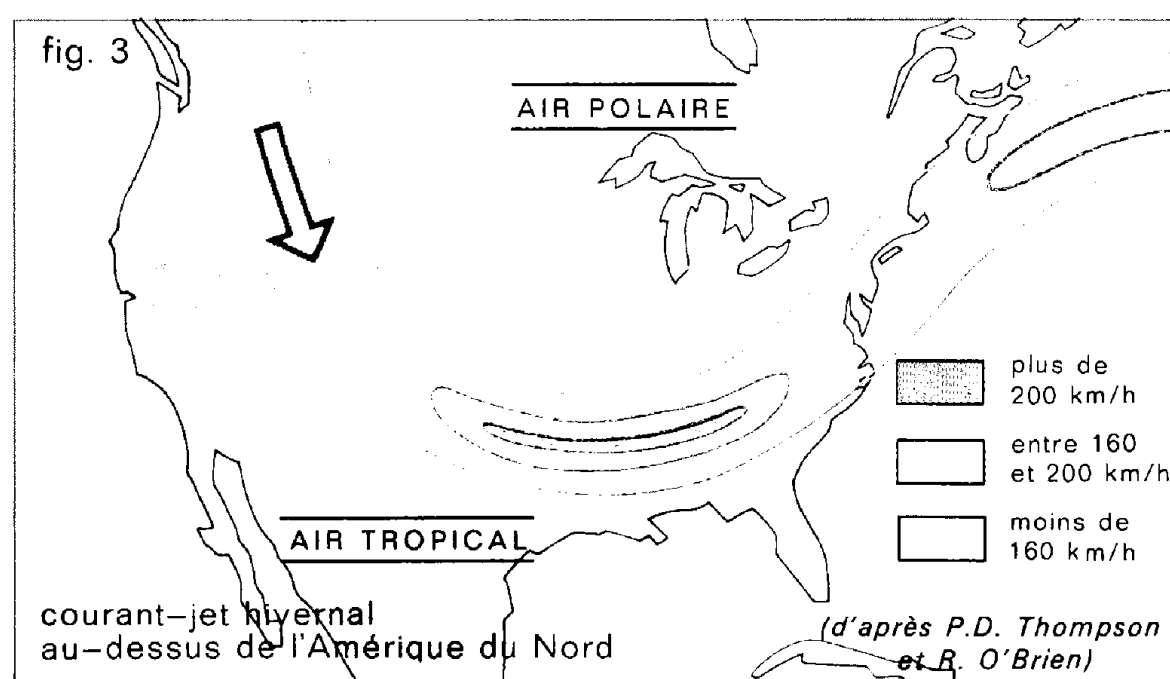 fig. 3
AIR POLAIRE
plus de
200 km/h
entre 160
et 200 km/h
moins de
160 km/h
AIR TROPICAL
courant-jet hivernal
au-dessus de l'Amérique du Nord
(d'après P.D. Thompson
et R. O'Brien)